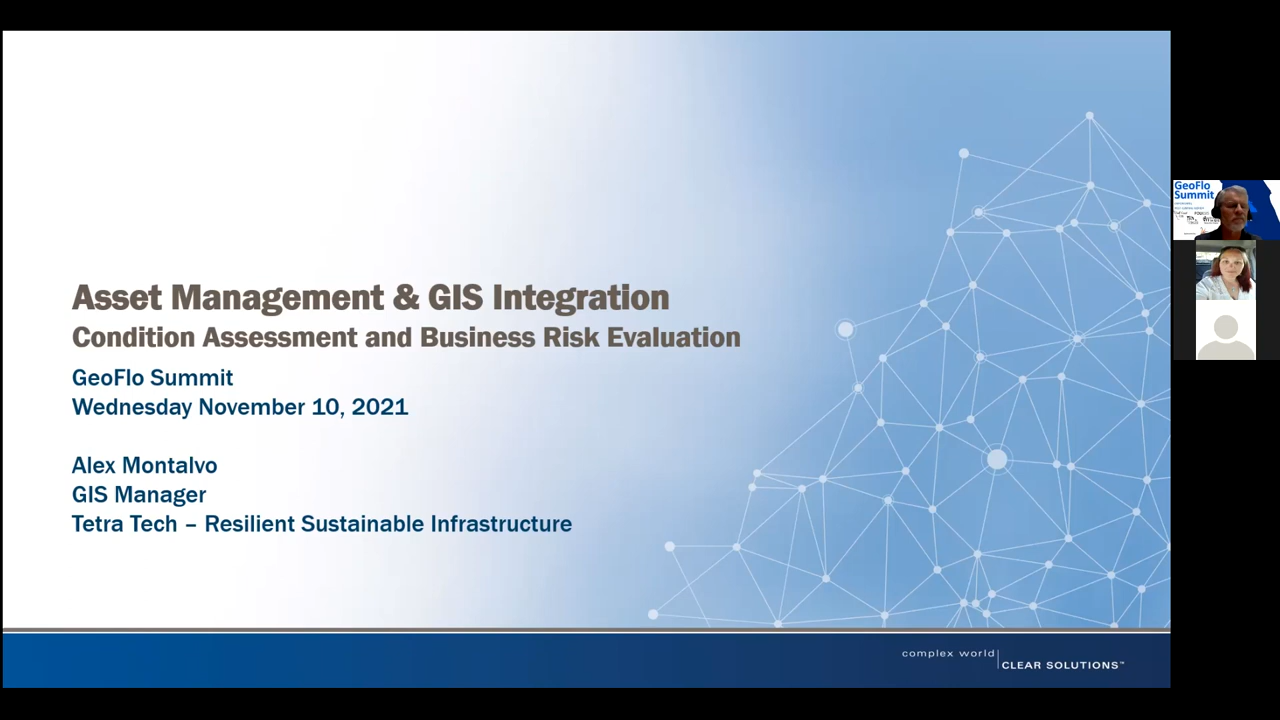 Asset Management & GIS Integration
Condition Assessment and Business Risk Evaluation
GeoFlo Summit
Wednesday November 10, 2021
Alex Montalvo
GIS Manager
Tetra Tech – Resilient Sustainable Infrastructure
complex world
CLEAR SOLUTIONS™
GeoFlo
Summit